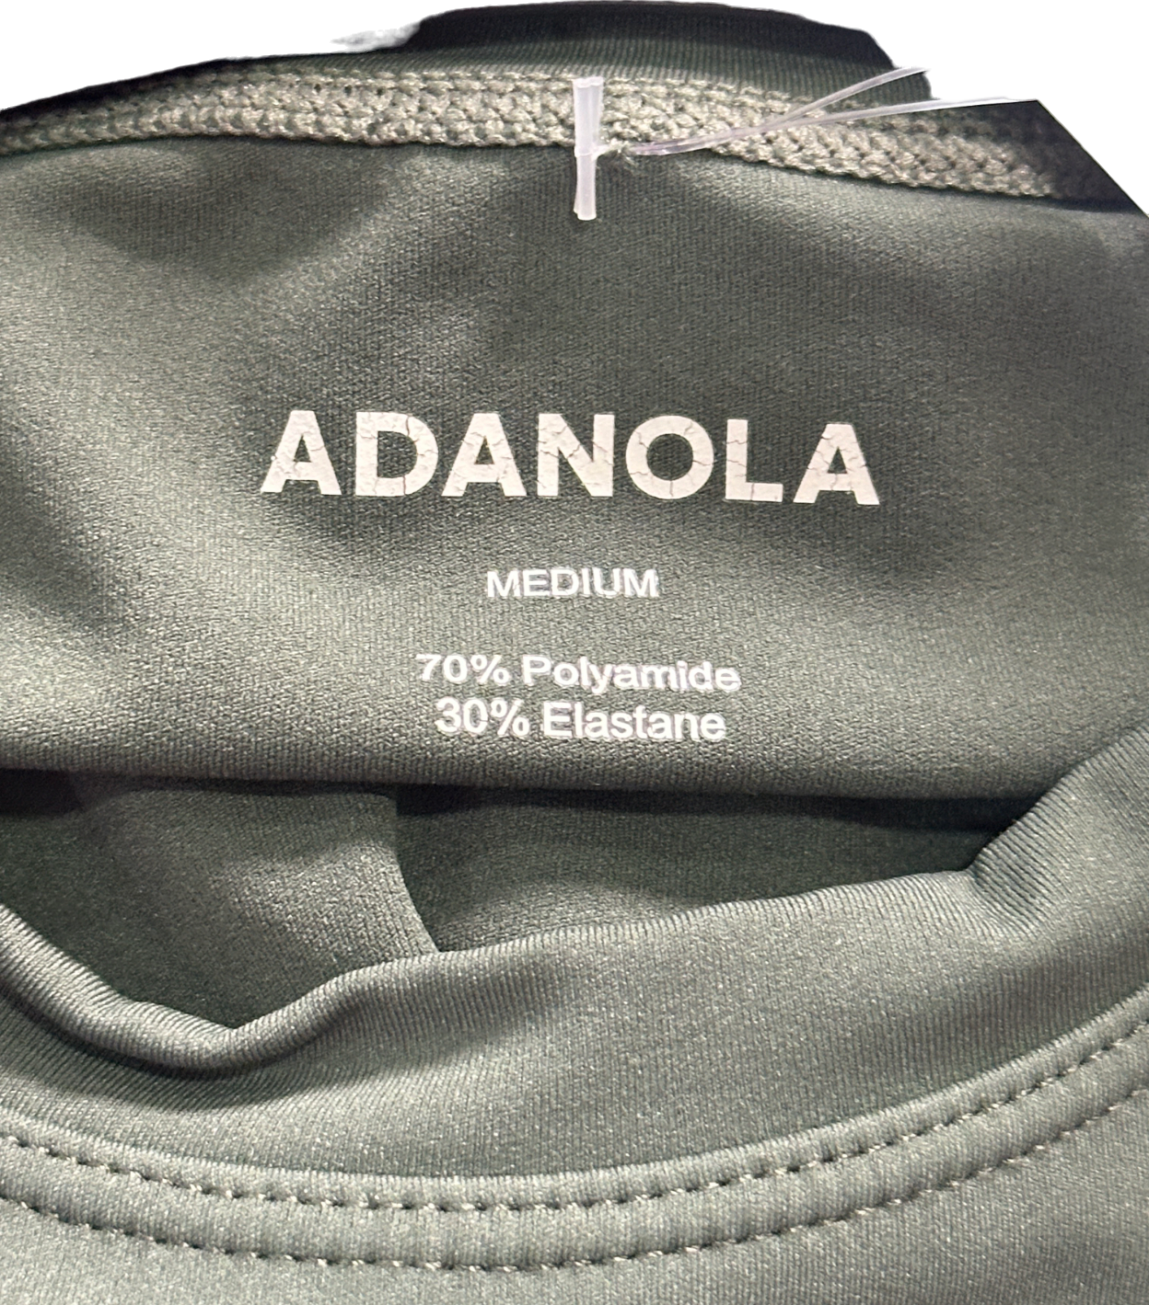 ADANOLA
MEDIUM
70% Polyamide
30% Elastane